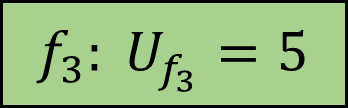 f₃: U_{f₃} = 5